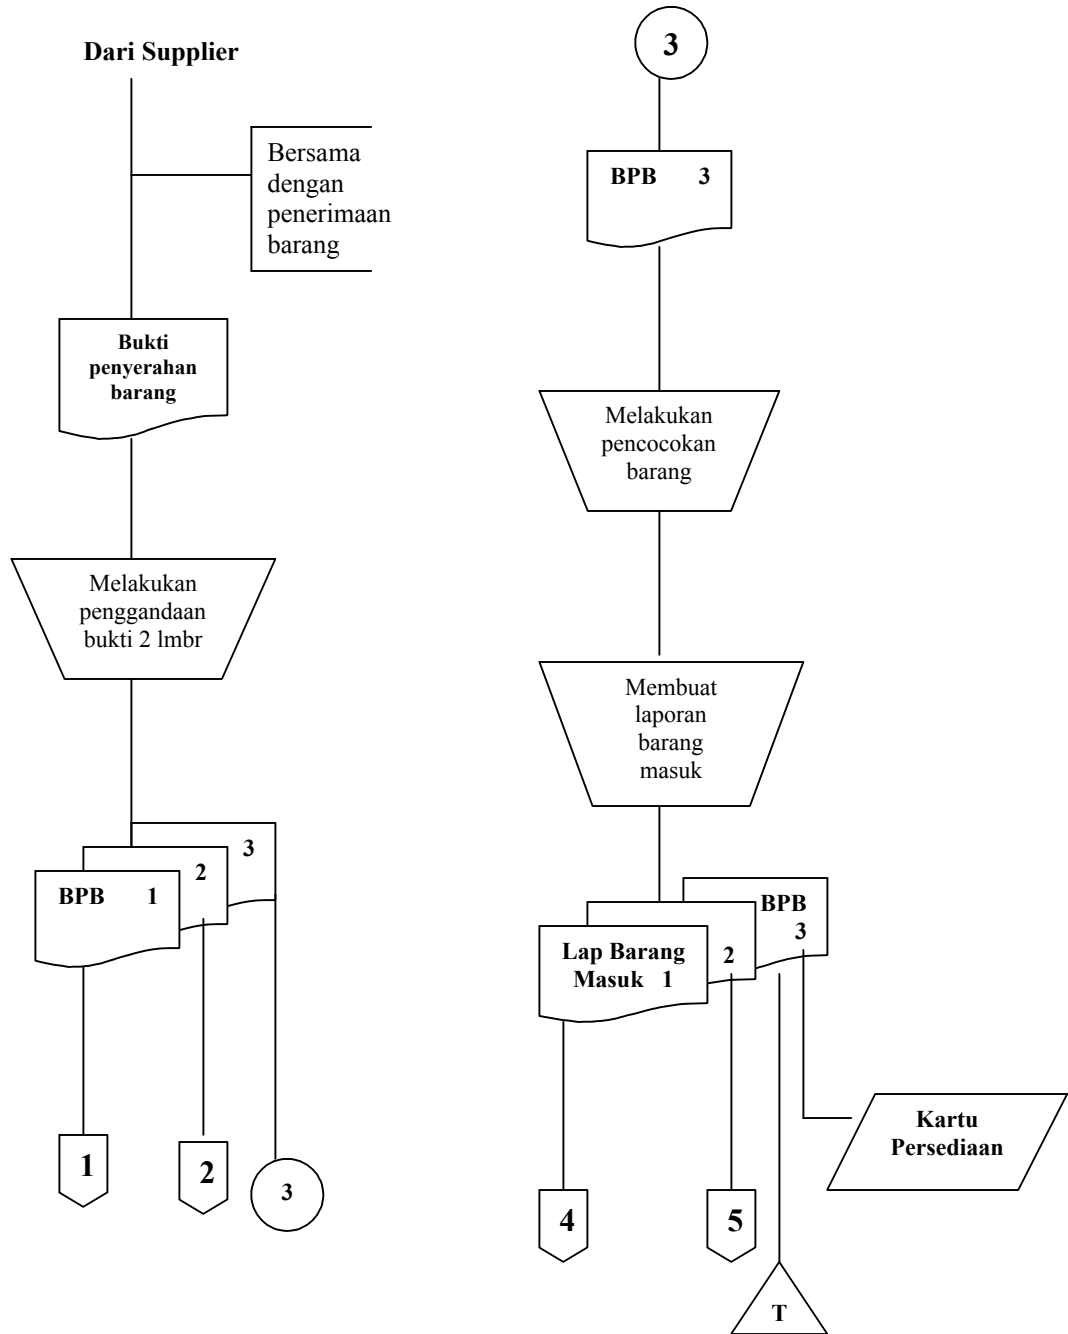 Dari Supplier
Bersama
dengan
penerimaan
barang
Bukti
penyerahan
barang
Melakukan
penggandaan
bukti 2 lmbr
3
2
BPB 1
1
2
3
3
BPB 3
Melakukan
pencocokan
barang
Membuat
laporan
barang
masuk
BPB
3
2
Lap Barang
Masuk 1
Kartu
Persediaan
4
5
T